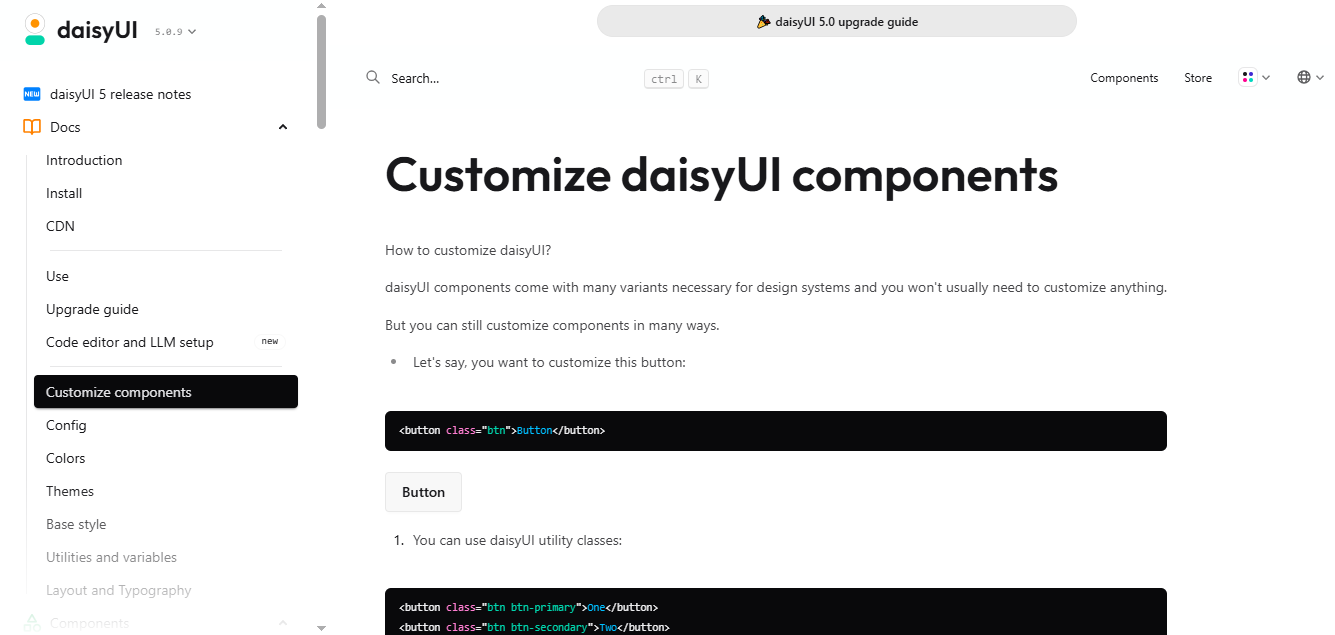 daisyUI 5.0.9
NEW daisyUI 5 release notes
Docs
Introduction
Install
CDN
Use
Upgrade guide
Code editor and LLM setup new
Customize components
Config
Colors
Themes
Base style
Utilities and variables
Layout and Typography
Components
daisyUI 5.0 upgrade guide
Search... ctrl K
Components Store
Customize daisyUI components
How to customize daisyUI?
daisyUI components come with many variants necessary for design systems and you won't usually need to customize anything.
But you can still customize components in many ways.
• Let's say, you want to customize this button:
<button class="btn">Button</button>
Button
1. You can use daisyUI utility classes:
<button class="btn btn-primary">One</button>
<button class="btn btn-secondary">Two</button>